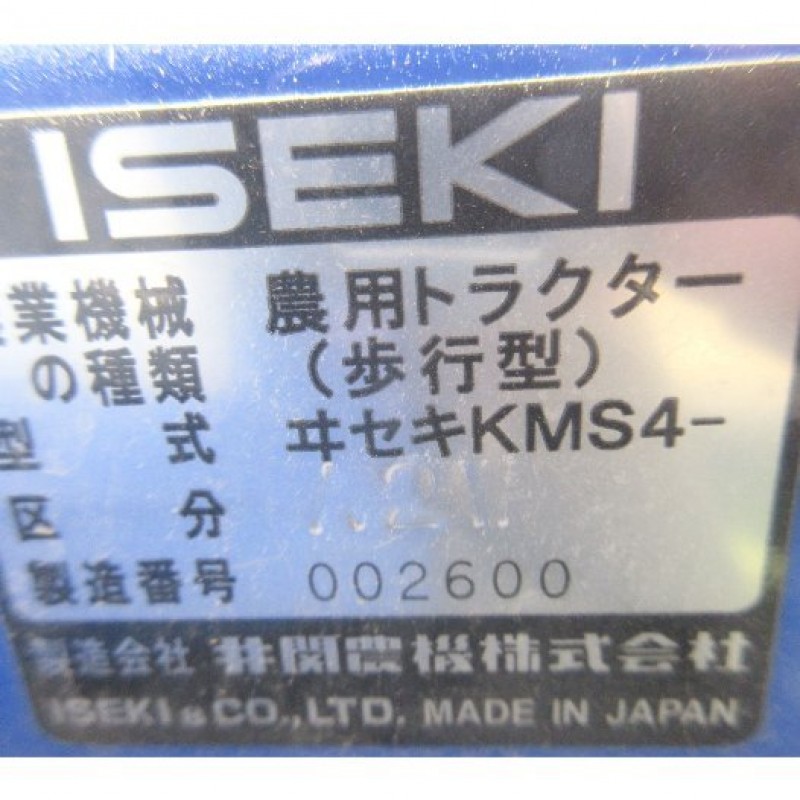 ISEKI
業機械 農用トラクター
の種類 (歩行型)
型 式 ヰセキKMS4-
区 分
製造番号 002600
製造会社 井関農機株式会社
ISEKI & CO., LTD. MADE IN JAPAN